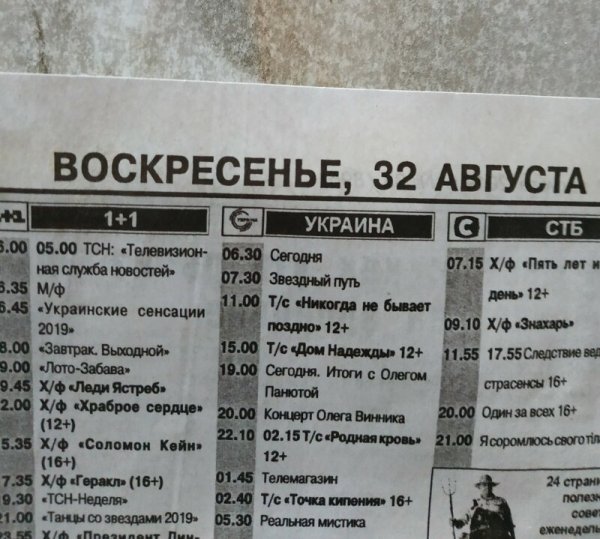 ВОСКРЕСЕНЬЕ, 32 АВГУСТА
1+1
05.00 ТСН: «Телевизион-
ная служба новостей»
М/ф
«Украинские сенсации
2019»
«Завтрак. Выходной»
«Лото-Забава»
Х/ф «Леди Ястреб»
Х/ф «Храброе сердце»
(12+)
Х/ф «Соломон Кейн»
(16+)
Х/ф «Геракл» (16+)
«ТСН-Неделя»
«Танцы со звездами 2019»
УКРАИНА
06.30 Сегодня
07.30 Звездный путь
11.00 Т/с «Никогда не бывает
поздно» 12+
15.00 Т/с «Дом Надежды» 12+
19.00 Сегодня. Итоги с Олегом
Панютой
20.00 Концерт Олега Винника
22.10 02.15 Т/с «Родная кровь»
12+
01.45 Телемагазин
02.40 Т/с «Точка кипения» 16+
05.30 Реальная мистика
С СТБ
07.15 Х/ф «Пять лет и
день» 12+
09.10 Х/ф «Знахарь»
11.55 17.55 Следствие
страсенсы 16+
20.00 Один за всех 16+
21.00 Я соромлюсь свого
24